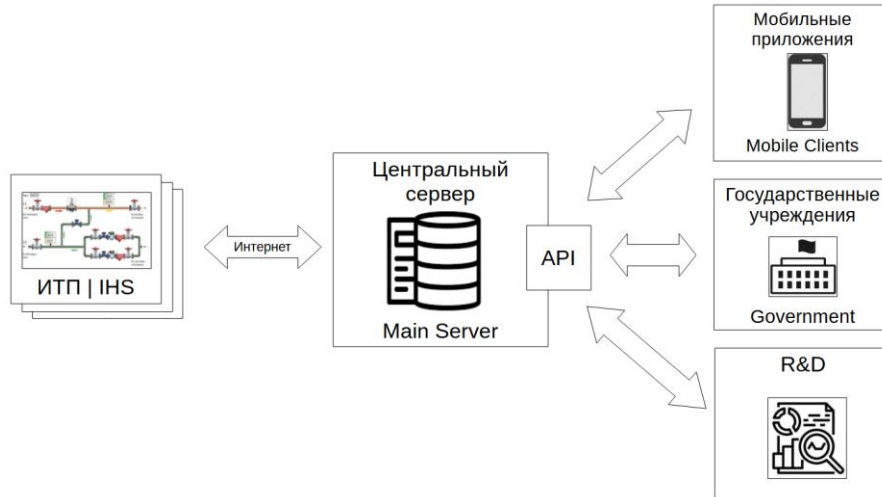 ИТП | IHS
Интернет
Центральный
сервер
Main Server
API
Мобильные
приложения
Mobile Clients
Государственные
учреждения
Government
R&D